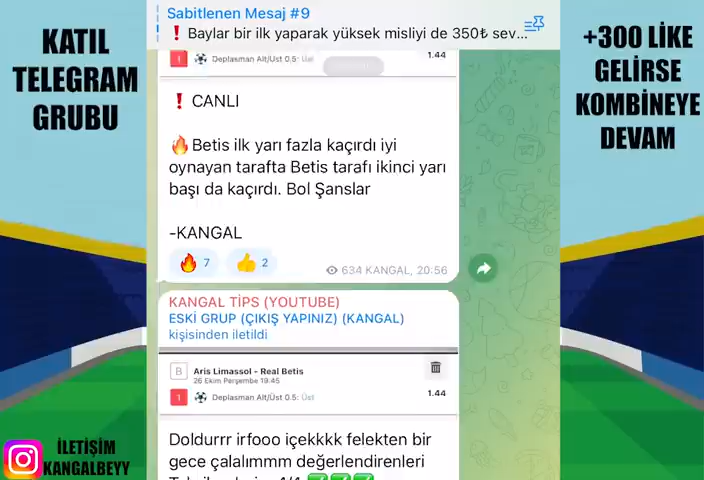 KATIL
TELEGRAM
GRUBU
Sabitlenen Mesaj #9
❗ Baylar bir ilk yaparak yüksek misliyi de 350₺ sev...
1 Deplasman Alt/Üst 0.5: Üst 1.44
❗ CANLI
🔥Betis ilk yarı fazla kaçırdı iyi
oynayan tarafta Betis tarafı ikinci yarı
başı da kaçırdı. Bol Şanslar
-KANGAL
🔥 7 👍 2
634 KANGAL, 20:56
KANGAL TİPS (YOUTUBE)
ESKİ GRUP (ÇIKIŞ YAPINIZ) (KANGAL)
kişisinden iletildi
B Aris Limassol - Real Betis
26 Ekim Perşembe 19:45
1 Deplasman Alt/Üst 0.5: Üst 1.44
Doldurrr irfooo içekkkk felekten bir
gece çalalımmm değerlendirenleri
+300 LİKE
GELİRSE
KOMBİNEYE
DEVAM
İLETİŞİM
KANGALBEYY